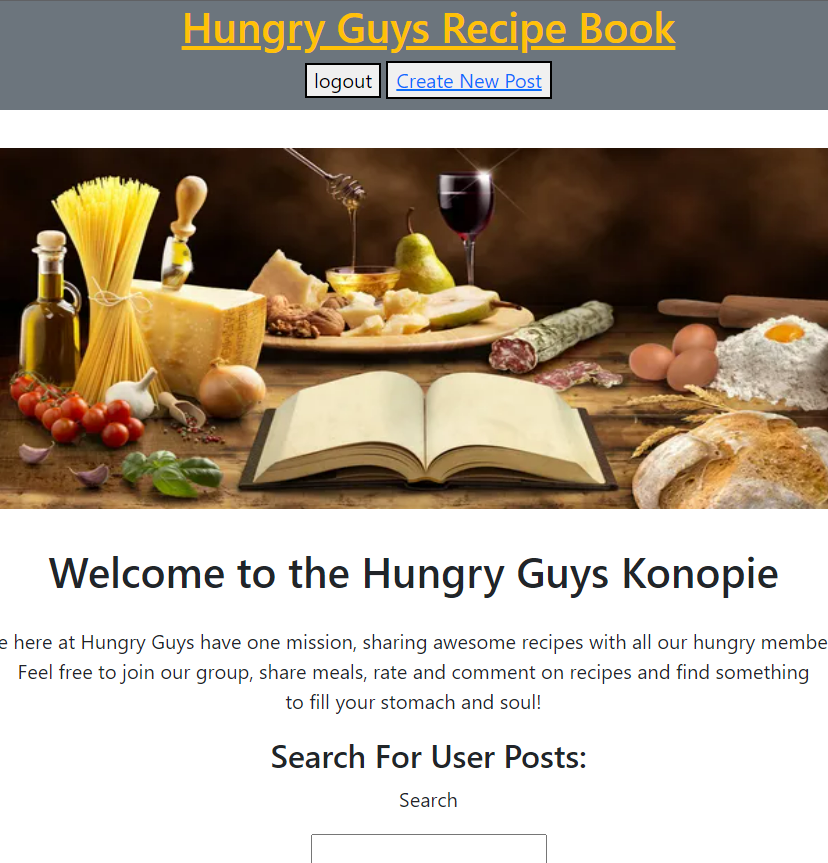 Hungry Guys Recipe Book
logout Create New Post
Welcome to the Hungry Guys Konopie
here at Hungry Guys have one mission, sharing awesome recipes with all our hungry
Feel free to join our group, share meals, rate and comment on recipes and find something
to fill your stomach and soul!
Search For User Posts:
Search